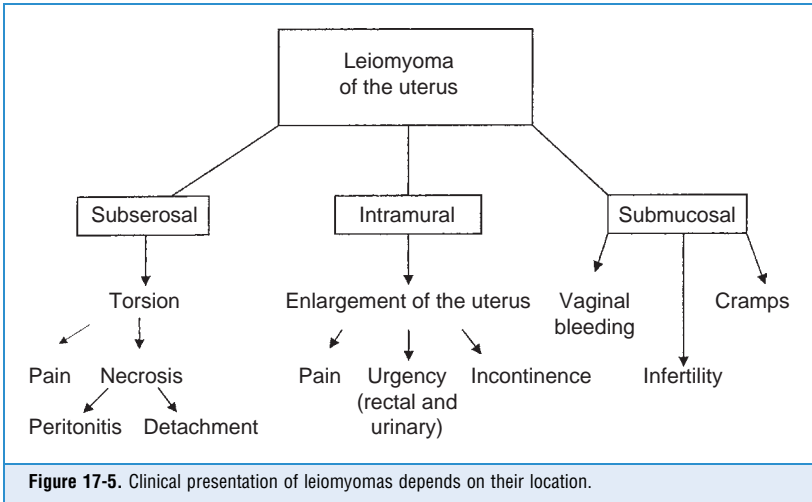 Leiomyoma
of the uterus
Subserosal
Intramural
Submucosal
Torsion
Enlargement of the uterus
Vaginal
bleeding
Cramps
Pain
Necrosis
Pain
Urgency
(rectal and
urinary)
Incontinence
Infertility
Peritonitis
Detachment
Figure 17-5. Clinical presentation of leiomyomas depends on their location.